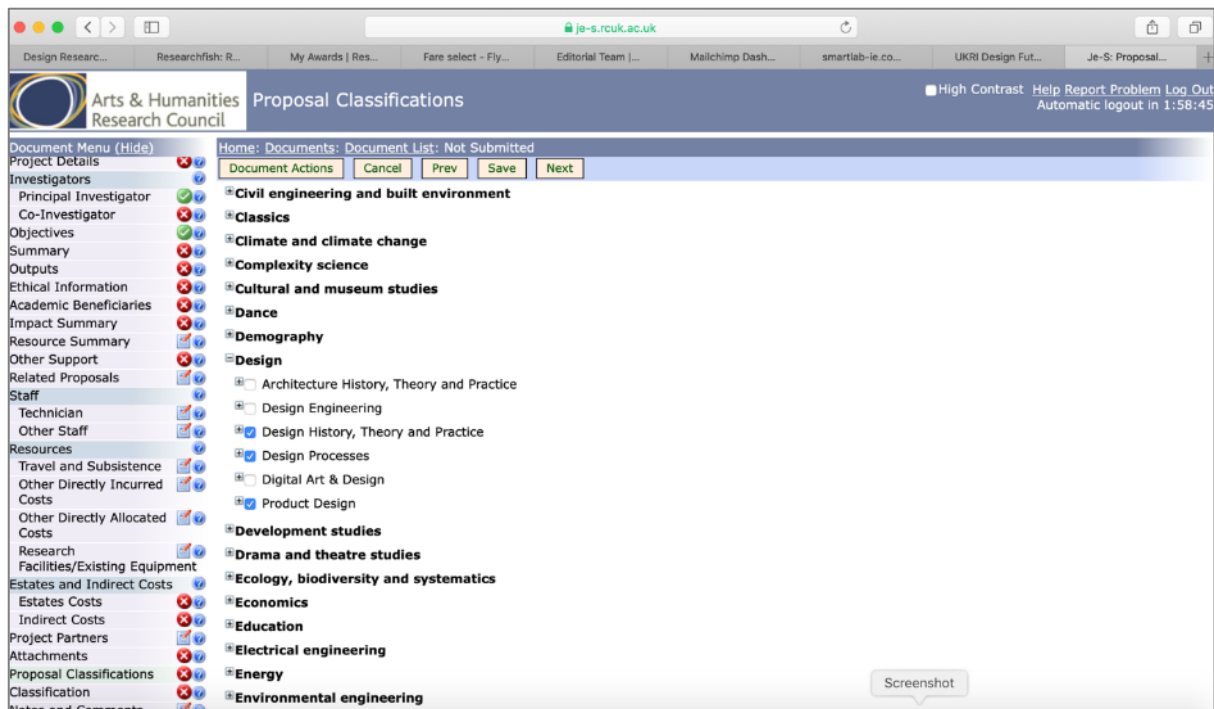 je-s.rcuk.ac.uk
Design Researc...
Researchfish: R...
My Awards | Res...
Fare select - Fly...
Editorial Team |...
Mailchimp Dash...
smartlab-ie.co...
UKRI Design Fut...
Je-S: Proposal...
Arts & Humanities
Research Council
Proposal Classifications
High Contrast Help Report Problem Log Out
Automatic logout in 1:58:45
Document Menu (Hide)
Project Details
Investigators
Principal Investigator
Co-Investigator
Objectives
Summary
Outputs
Ethical Information
Academic Beneficiaries
Impact Summary
Resource Summary
Other Support
Related Proposals
Staff
Technician
Other Staff
Resources
Travel and Subsistence
Other Directly Incurred
Costs
Other Directly Allocated
Costs
Research
Facilities/Existing Equipment
Estates and Indirect Costs
Estates Costs
Indirect Costs
Project Partners
Attachments
Proposal Classifications
Classification
Notes and Comments
Home: Documents: Document List: Not Submitted
Document Actions Cancel Prev Save Next
Civil engineering and built environment
Classics
Climate and climate change
Complexity science
Cultural and museum studies
Dance
Demography
Design
Architecture History, Theory and Practice
Design Engineering
Design History, Theory and Practice
Design Processes
Digital Art & Design
Product Design
Development studies
Drama and theatre studies
Ecology, biodiversity and systematics
Economics
Education
Electrical engineering
Energy
Environmental engineering
Screenshot